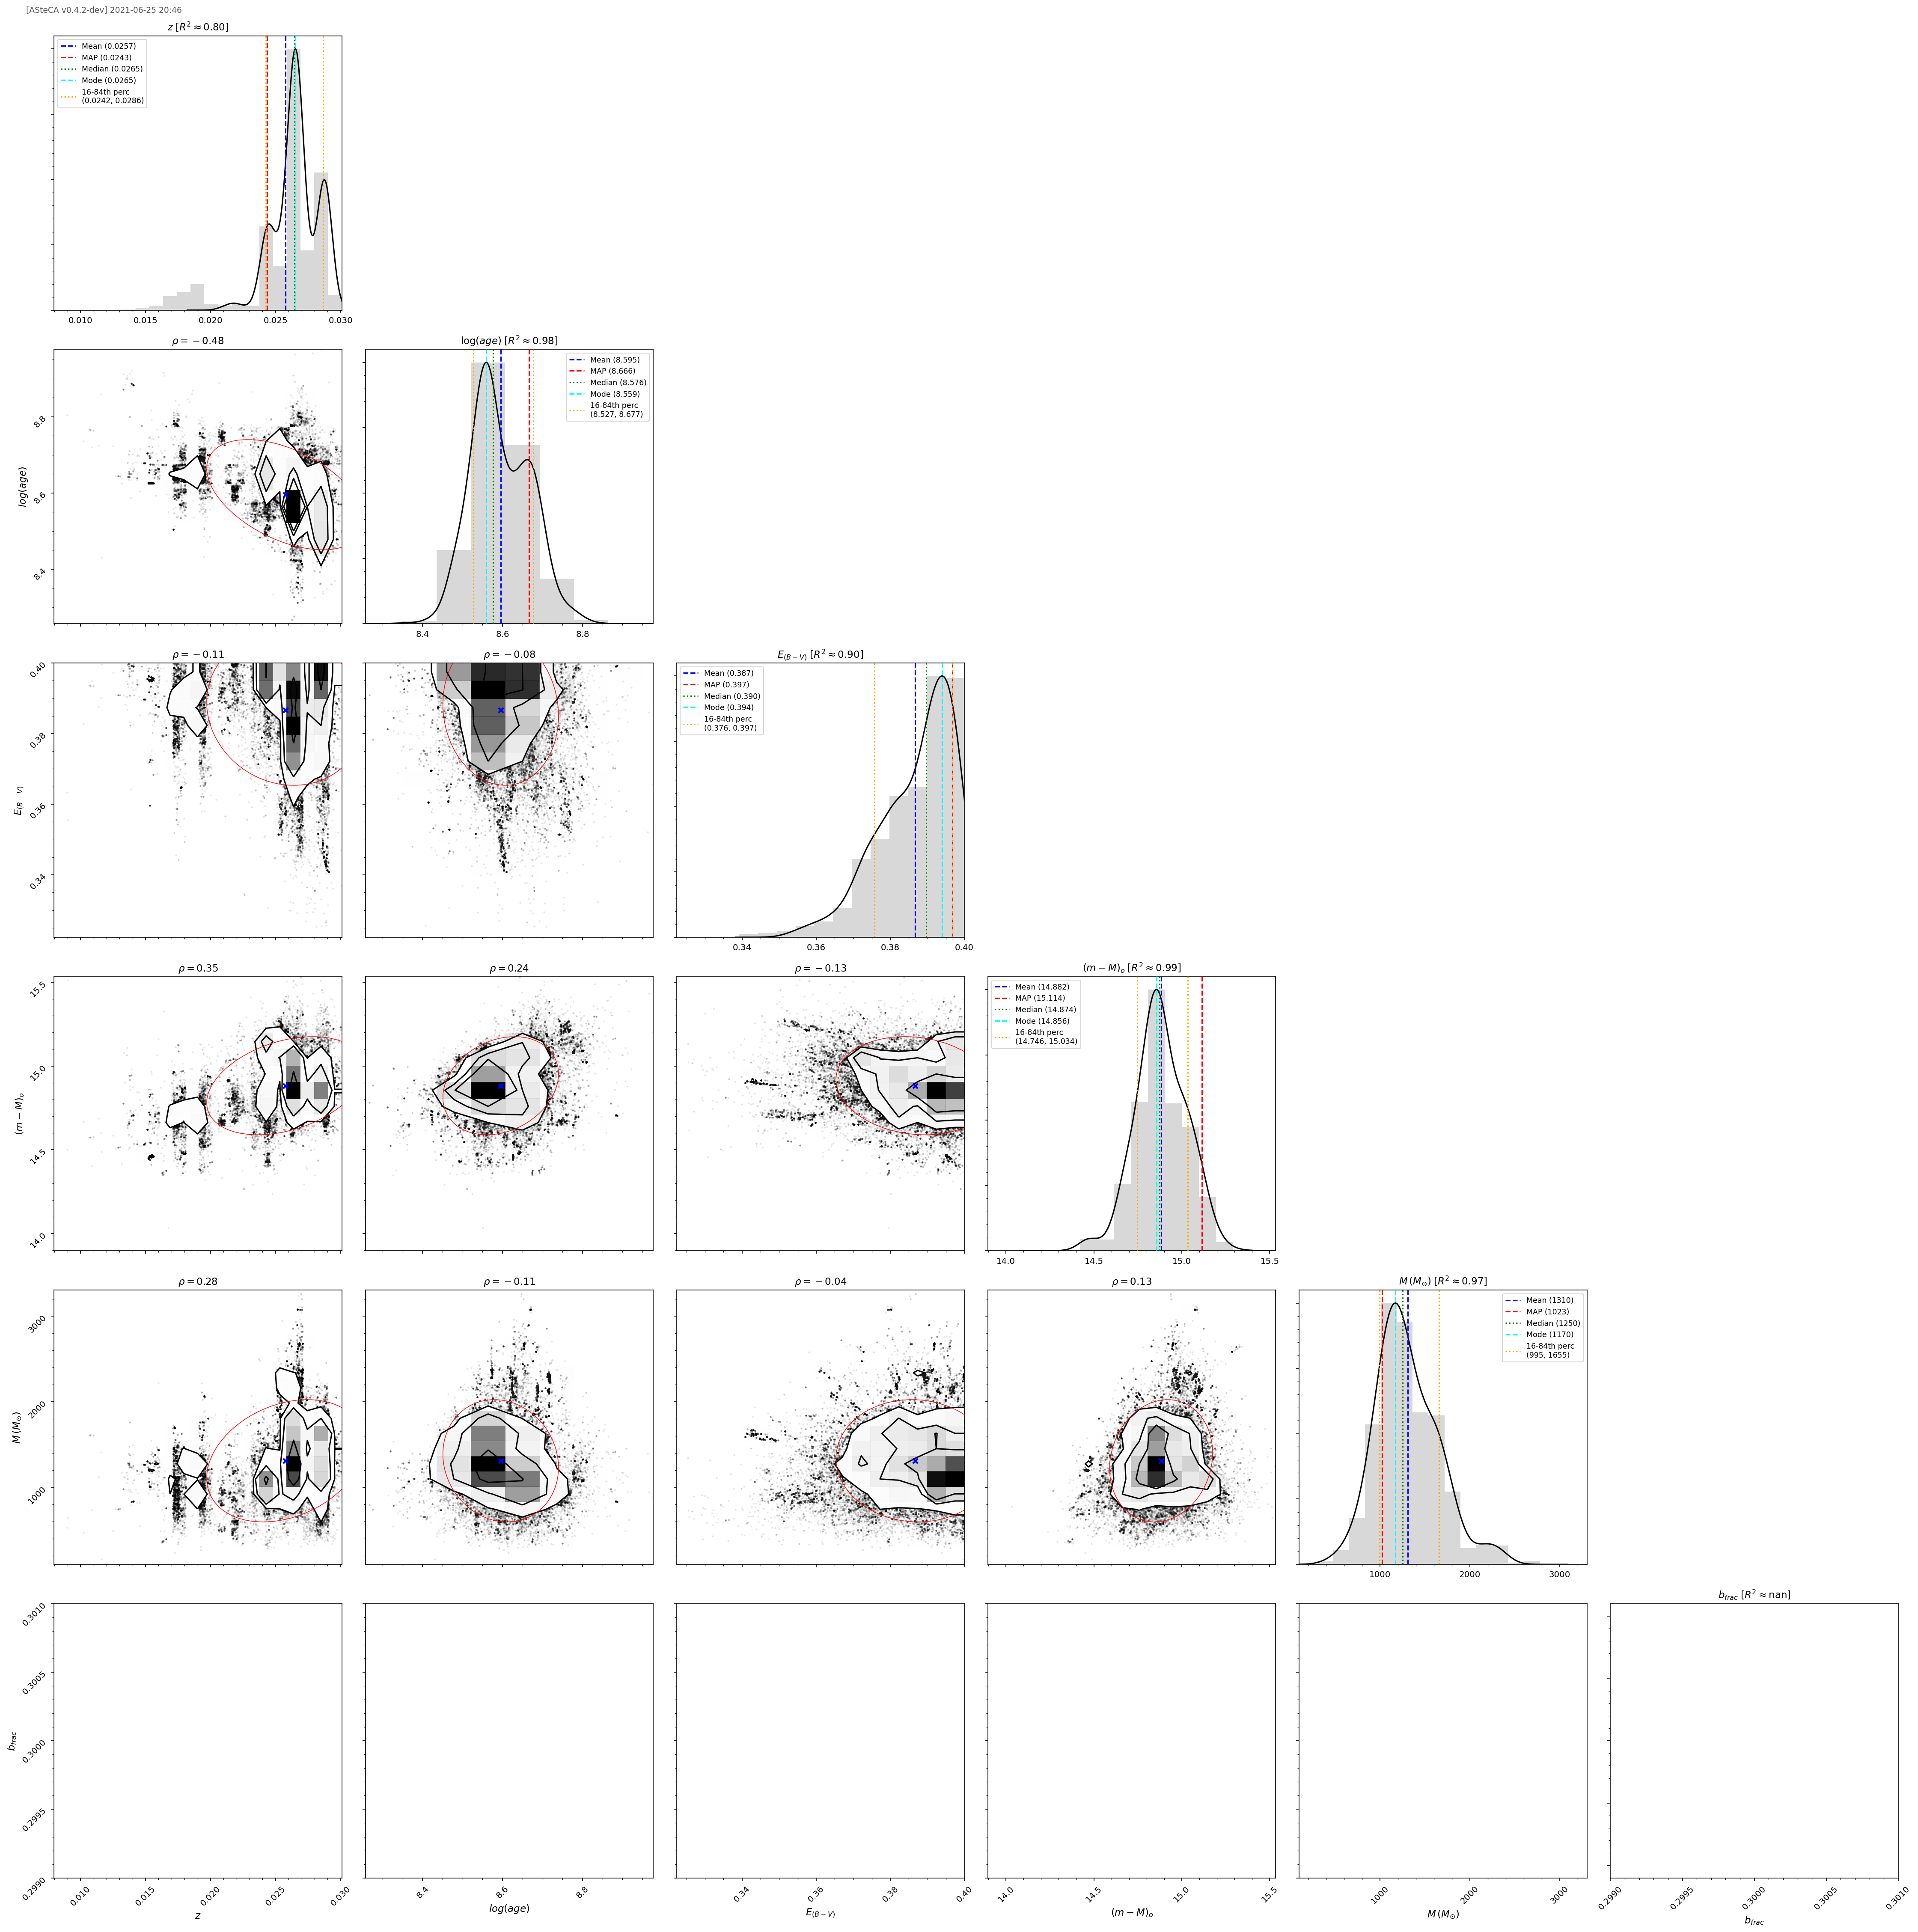 [ASteCA v0.4.2-dev] 2021-06-25 20:46
z [R² ≈ 0.80]
Mean (0.0257)
MAP (0.0243)
Median (0.0265)
Mode (0.0265)
16-84th perc
(0.0242, 0.0286)
0.010 0.015 0.020 0.025 0.030
ρ = −0.48
log(age) [R² ≈ 0.98]
8.8
8.6
8.4
log(age)
Mean (8.595)
MAP (8.666)
Median (8.576)
Mode (8.559)
16-84th perc
(8.527, 8.677)
8.4 8.6 8.8
ρ = −0.11
ρ = −0.08
E(B−V) [R² ≈ 0.90]
0.40
0.38
0.36
0.34
E(B−V)
Mean (0.387)
MAP (0.397)
Median (0.390)
Mode (0.394)
16-84th perc
(0.376, 0.397)
0.34 0.36 0.38 0.40
ρ = 0.35
ρ = 0.24
ρ = −0.13
(m − M)o [R² ≈ 0.99]
15.5
15.0
14.5
14.0
(m − M)o
Mean (14.882)
MAP (15.114)
Median (14.874)
Mode (14.856)
16-84th perc
(14.746, 15.034)
14.0 14.5 15.0 15.5
ρ = 0.28
ρ = −0.11
ρ = −0.04
ρ = 0.13
M (M⊙) [R² ≈ 0.97]
3000
2000
1000
M (M⊙)
Mean (1310)
MAP (1023)
Median (1250)
Mode (1170)
16-84th perc
(995, 1655)
1000 2000 3000
b_frac [R² ≈ nan]
0.3010
0.3005
0.3000
0.2995
0.2990
b_frac
0.010 0.015 0.020 0.025 0.030
z
8.4 8.6 8.8
log(age)
0.34 0.36 0.38 0.40
E(B−V)
14.0 14.5 15.0 15.5
(m − M)o
1000 2000 3000
M (M⊙)
0.2990 0.2995 0.3000 0.3005 0.3010
b_frac